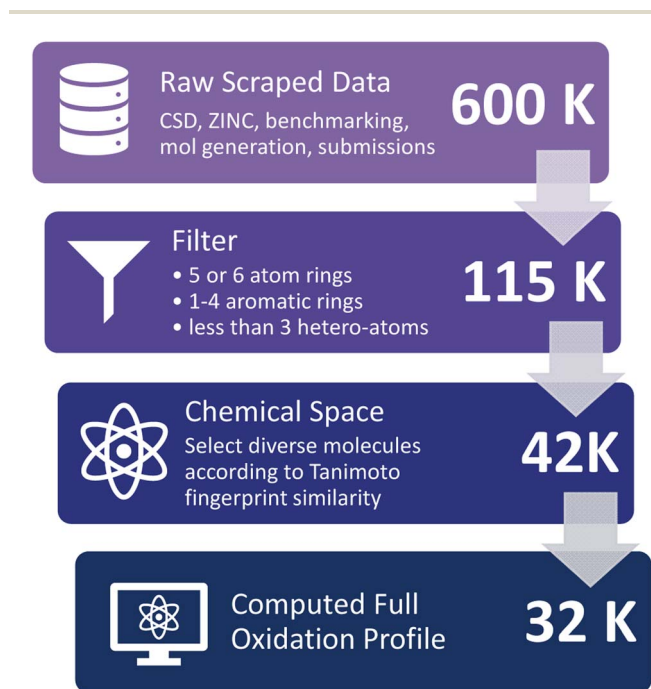 Raw Scraped Data
CSD, ZINC, benchmarking,
mol generation, submissions
600 K
Filter
• 5 or 6 atom rings
• 1-4 aromatic rings
• less than 3 hetero-atoms
115 K
Chemical Space
Select diverse molecules
according to Tanimoto
fingerprint similarity
42K
Computed Full
Oxidation Profile
32 K